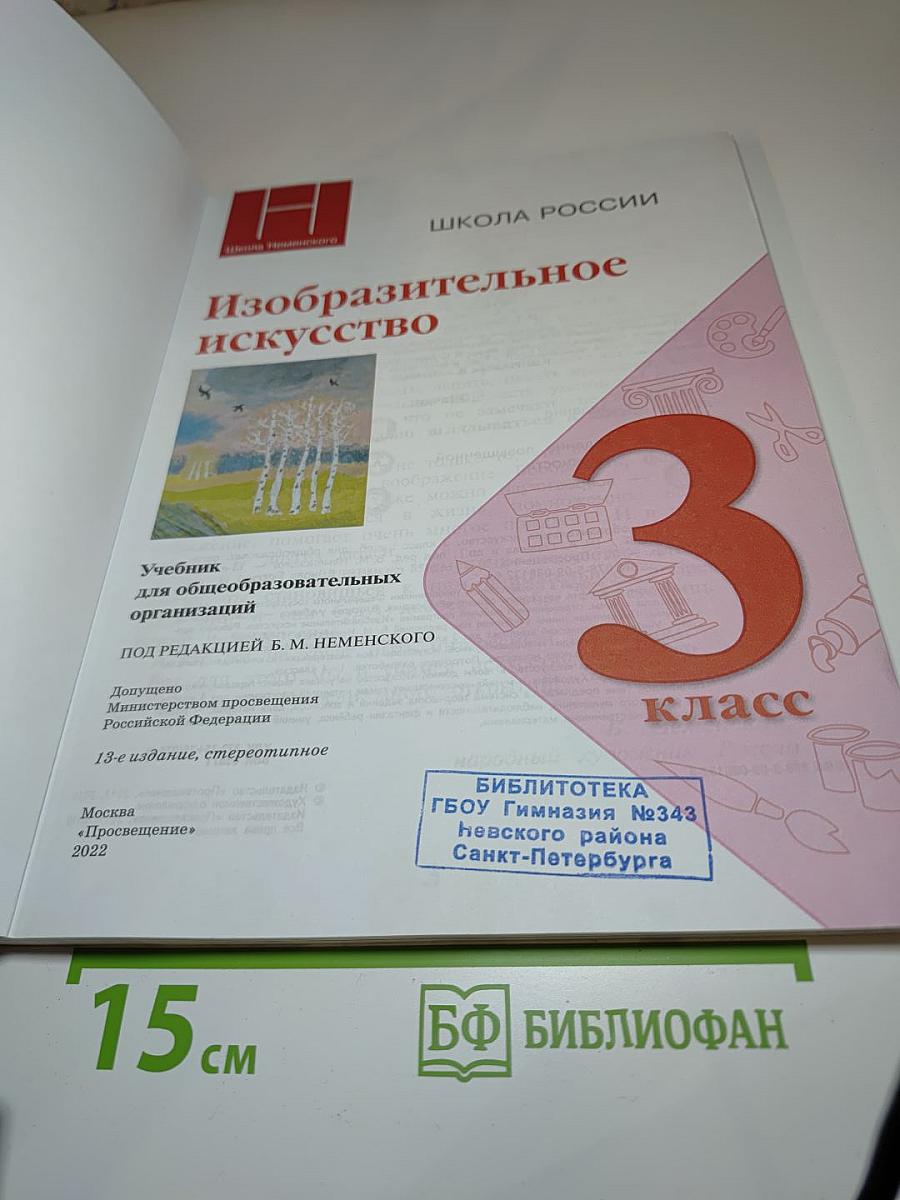 Школа Неменского
ШКОЛА РОССИИ
Изобразительное
искусство
3
класс
Учебник
для общеобразовательных
организаций
ПОД РЕДАКЦИЕЙ Б. М. НЕМЕНСКОГО
Допущено
Министерством просвещения
Российской Федерации
13-е издание, стереотипное
Москва
«Просвещение»
2022
БИБЛИТОТЕКА
ГБОУ Гимназия №343
Невского района
Санкт-Петербурга
15 см
БФ БИБЛИОФАН